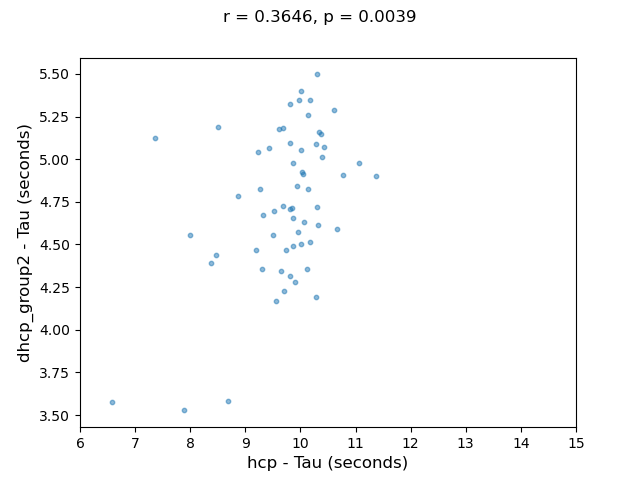 r = 0.3646, p = 0.0039
dhcp_group2 - Tau (seconds)
5.50
5.25
5.00
4.75
4.50
4.25
4.00
3.75
3.50
6 7 8 9 10 11 12 13 14 15
hcp - Tau (seconds)